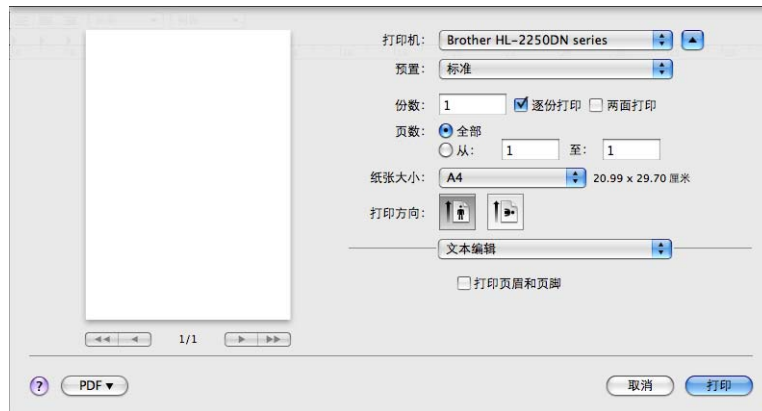 打印机: Brother HL-2250DN series
预置: 标准
份数: 1 逐份打印 两面打印
页数: 全部
从: 1 至: 1
纸张大小: A4 20.99 x 29.70 厘米
打印方向:
文本编辑
打印页眉和页脚
1/1
? PDF 取消 打印